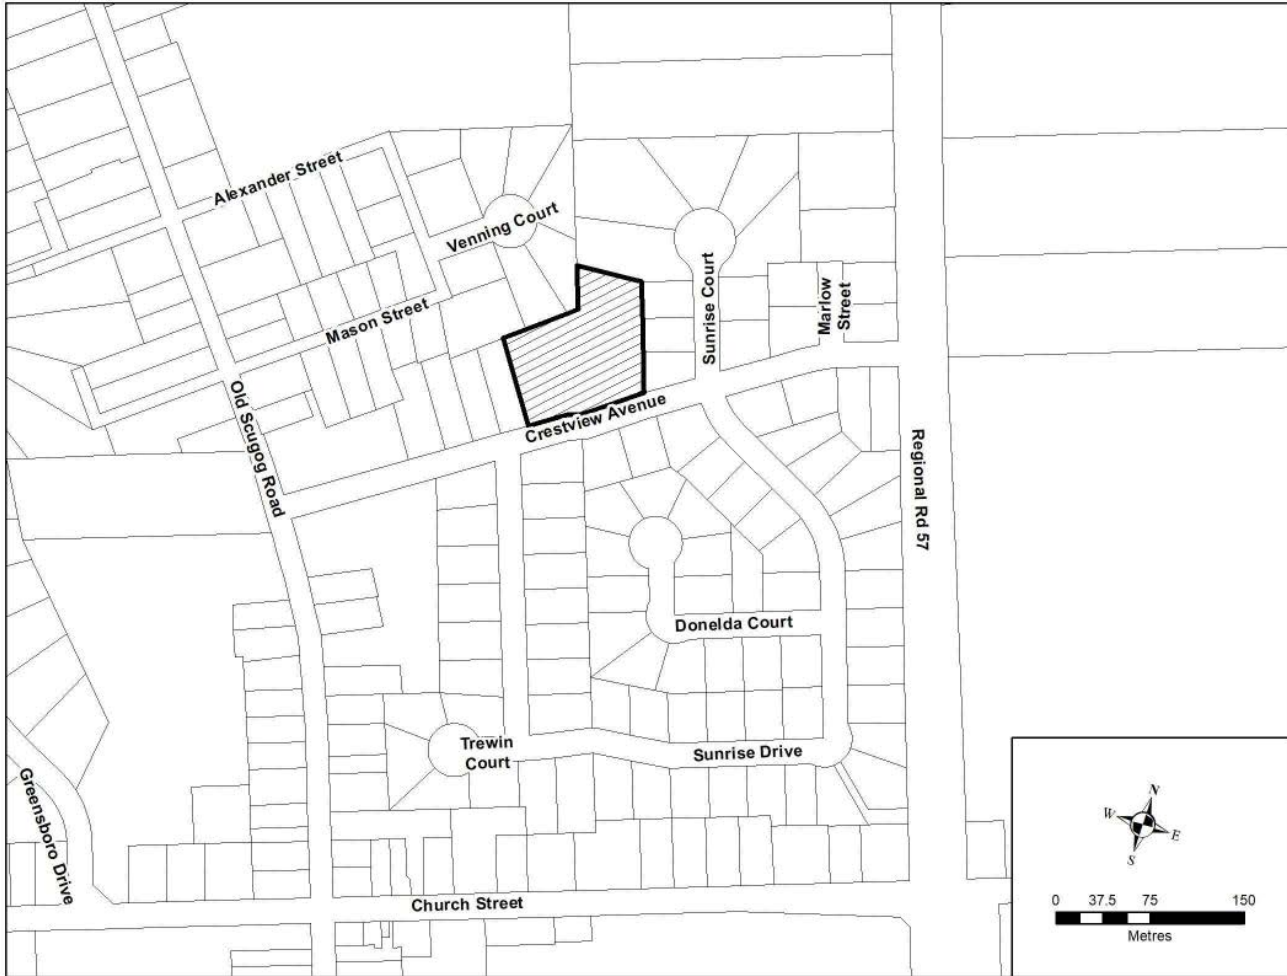 Alexander Street
Venning Court
Sunrise Court
Marlow
Street
Mason Street
Old Scugog Road
Crestview Avenue
Regional Rd 57
Donelda Court
Trewin
Court
Sunrise Drive
Greensboro Drive
Church Street
N
W
E
S
0 37.5 75 150
Metres